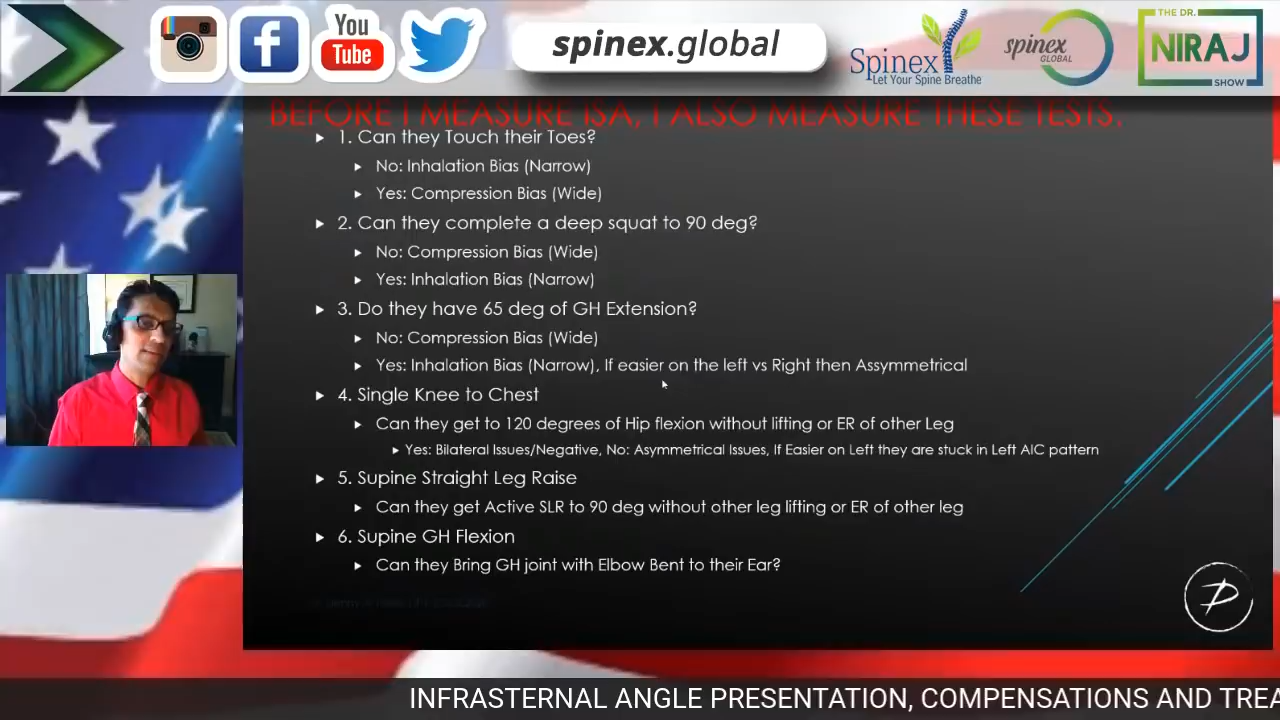 You
Tube
spinex.global
Spinex
Let Your Spine Breathe
spinex
GLOBAL
THE DR.
NIRAJ
SHOW
BEFORE I MEASURE ISA, I ALSO MEASURE THESE TESTS.
1. Can they Touch their Toes?
No: Inhalation Bias (Narrow)
Yes: Compression Bias (Wide)
2. Can they complete a deep squat to 90 deg?
No: Compression Bias (Wide)
Yes: Inhalation Bias (Narrow)
3. Do they have 65 deg of GH Extension?
No: Compression Bias (Wide)
Yes: Inhalation Bias (Narrow), If easier on the left vs Right then Assymmetrical
4. Single Knee to Chest
Can they get to 120 degrees of Hip flexion without lifting or ER of other Leg
Yes: Bilateral Issues/Negative, No: Asymmetrical Issues, If Easier on Left they are stuck in Left AIC pattern
5. Supine Straight Leg Raise
Can they get Active SLR to 90 deg without other leg lifting or ER of other leg
6. Supine GH Flexion
Can they Bring GH joint with Elbow Bent to their Ear?
INFRASTERNAL ANGLE PRESENTATION, COMPENSATIONS AND TREA